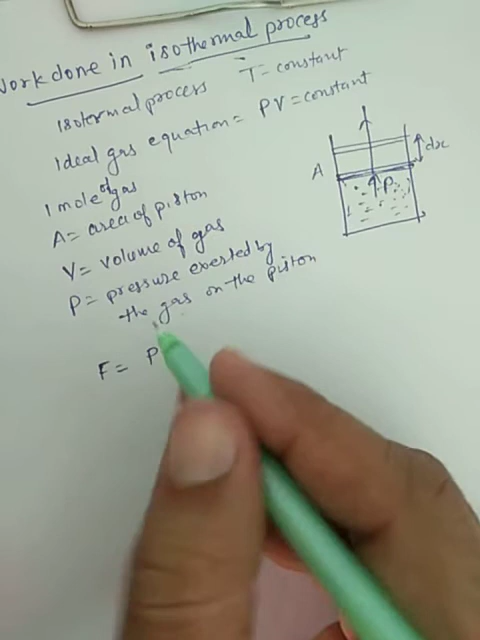 Work done in isothermal process
Isotermal process T = constant
Ideal gas equation = PV = constant
1 mole of gas
A = area of piston
V = volume of gas
P = pressure exerted by
the gas on the piston
F = P
A
P
dx